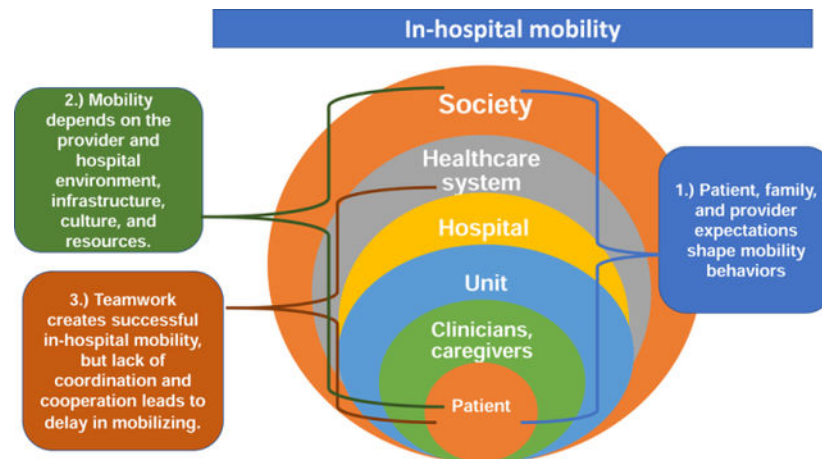 In-hospital mobility
2.) Mobility
depends on the
provider and
hospital
environment,
infrastructure,
culture, and
resources.
3.) Teamwork
creates successful
in-hospital mobility,
but lack of
coordination and
cooperation leads to
delay in mobilizing.
Society
Healthcare
system
Hospital
Unit
Clinicians,
caregivers
Patient
1.) Patient, family,
and provider
expectations
shape mobility
behaviors